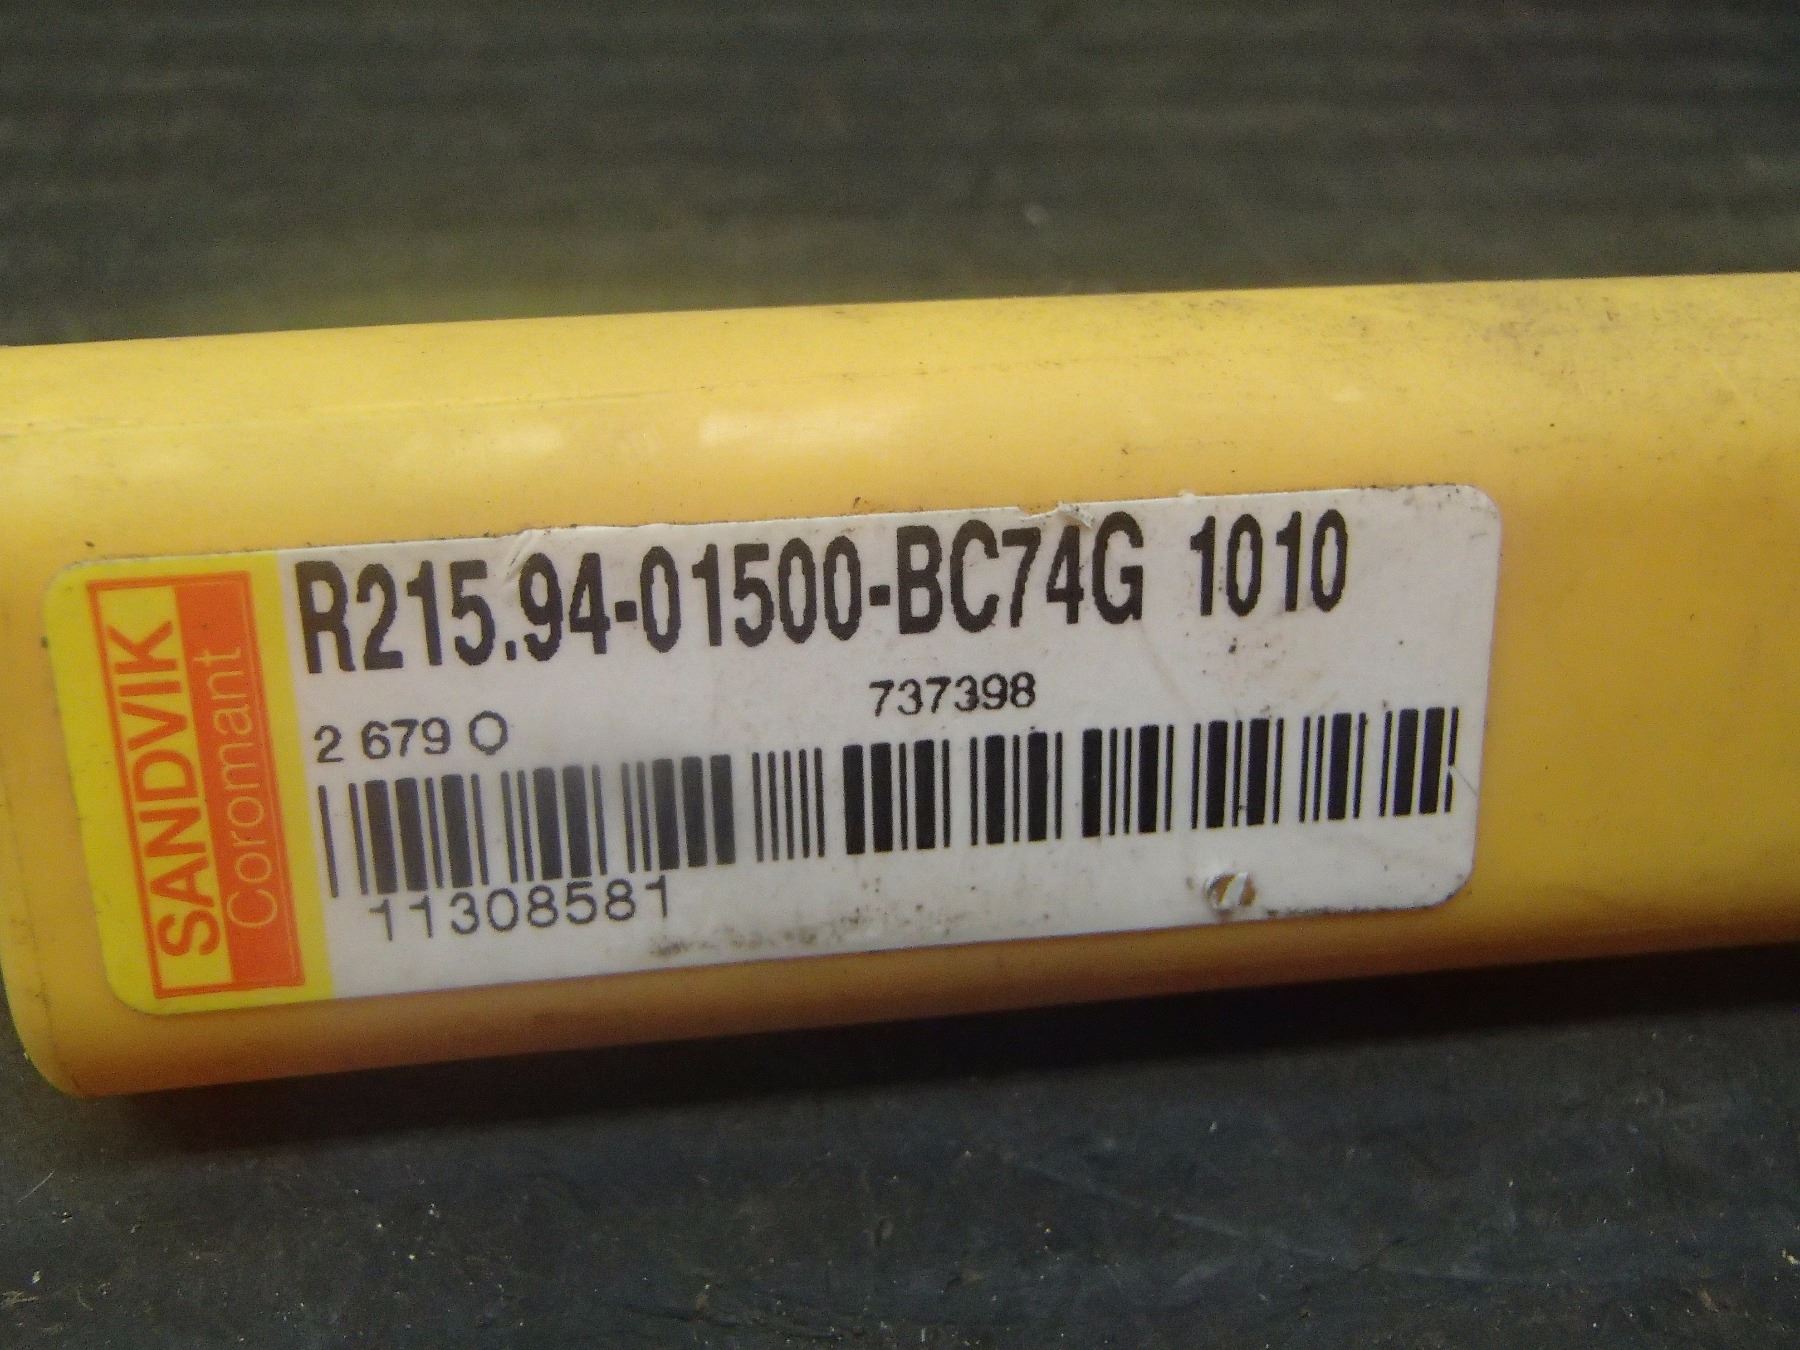 SANDVIK
Coromant
R215.94-01500-BC74G 1010
737398
2 679 O
11308581